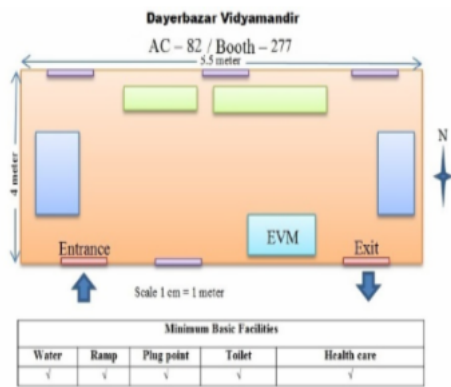 Dayerbazar Vidyamandir
AC – 82 / Booth – 277
5.5 meter
4 meter
N
EVM
Entrance
Exit
Scale 1 cm = 1 meter
Minimum Basic Facilities
Water Ramp Plug point Toilet Health care
√ √ √ √ √